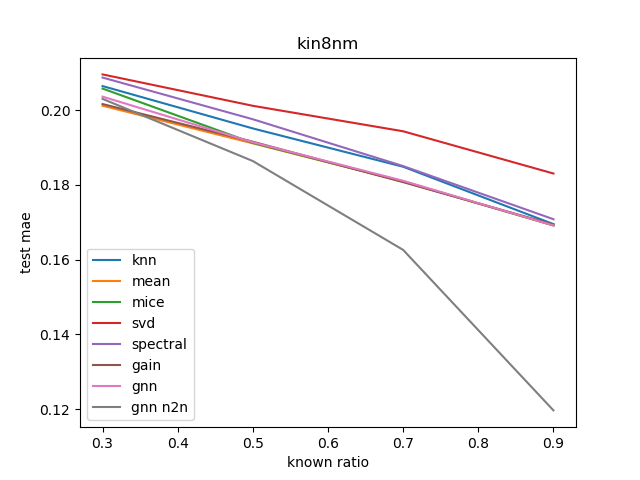 kin8nm
test mae
0.20
0.18
0.16
0.14
0.12
knn
mean
mice
svd
spectral
gain
gnn
gnn n2n
0.3 0.4 0.5 0.6 0.7 0.8 0.9
known ratio